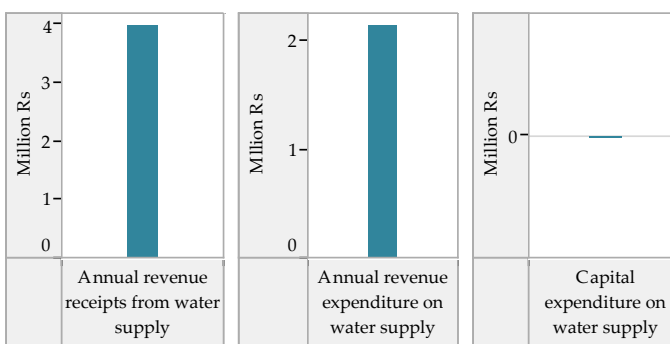 Million Rs
4
3
2
1
0
Annual revenue
receipts from water
supply
Million Rs
2
1
0
Annual revenue
expenditure on
water supply
Million Rs
0
Capital
expenditure on
water supply